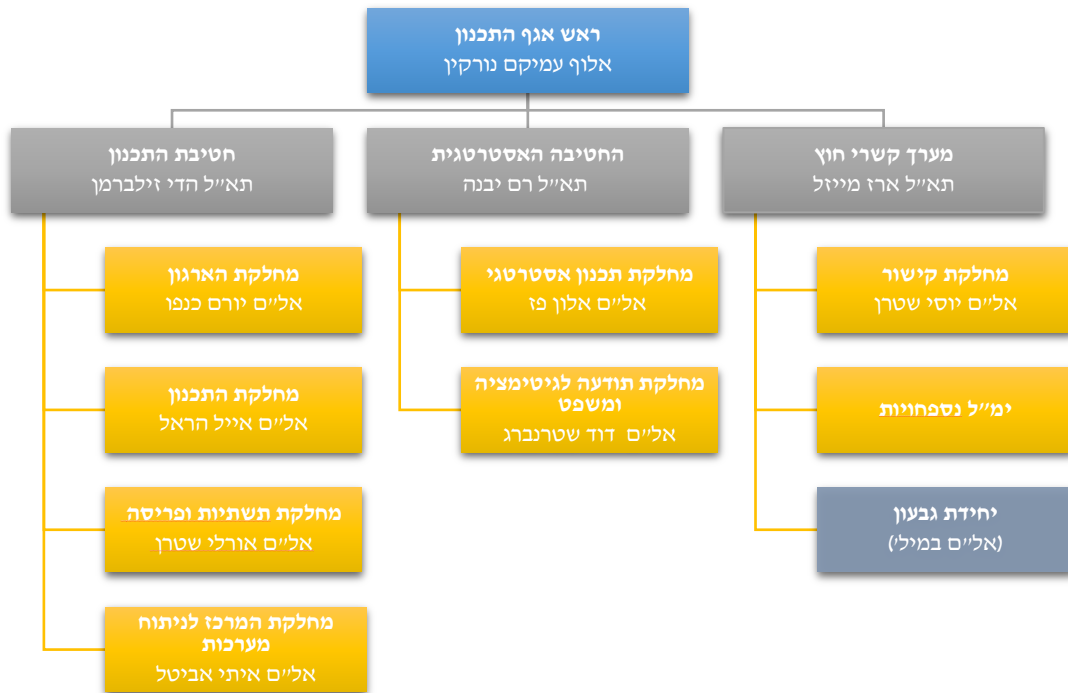 ראש אגף התכנון
אלוף עמיקם נורקין
מערך קשרי חוץ
תא"ל ארז מייזל
החטיבה האסטרטגית
תא"ל רם יבנה
חטיבת התכנון
תא"ל הדי זילברמן
מחלקת קישור
אל"ם יוסי שטרן
ימ"ל נספחויות
יחידת גבעון
(אל"ם במיל')
מחלקת תכנון אסטרטגי
אל"ם אלון פז
מחלקת תודעה לגיטימציה
ומשפט
אל"ם דוד שטרנברג
מחלקת הארגון
אל"ם יורם כנפו
מחלקת התכנון
אל"ם אייל הראל
מחלקת תשתיות ופריסה
אל"ם אורלי שטרן
מחלקת המרכז לניתוח
מערכות
אל"ם איתי אביטל